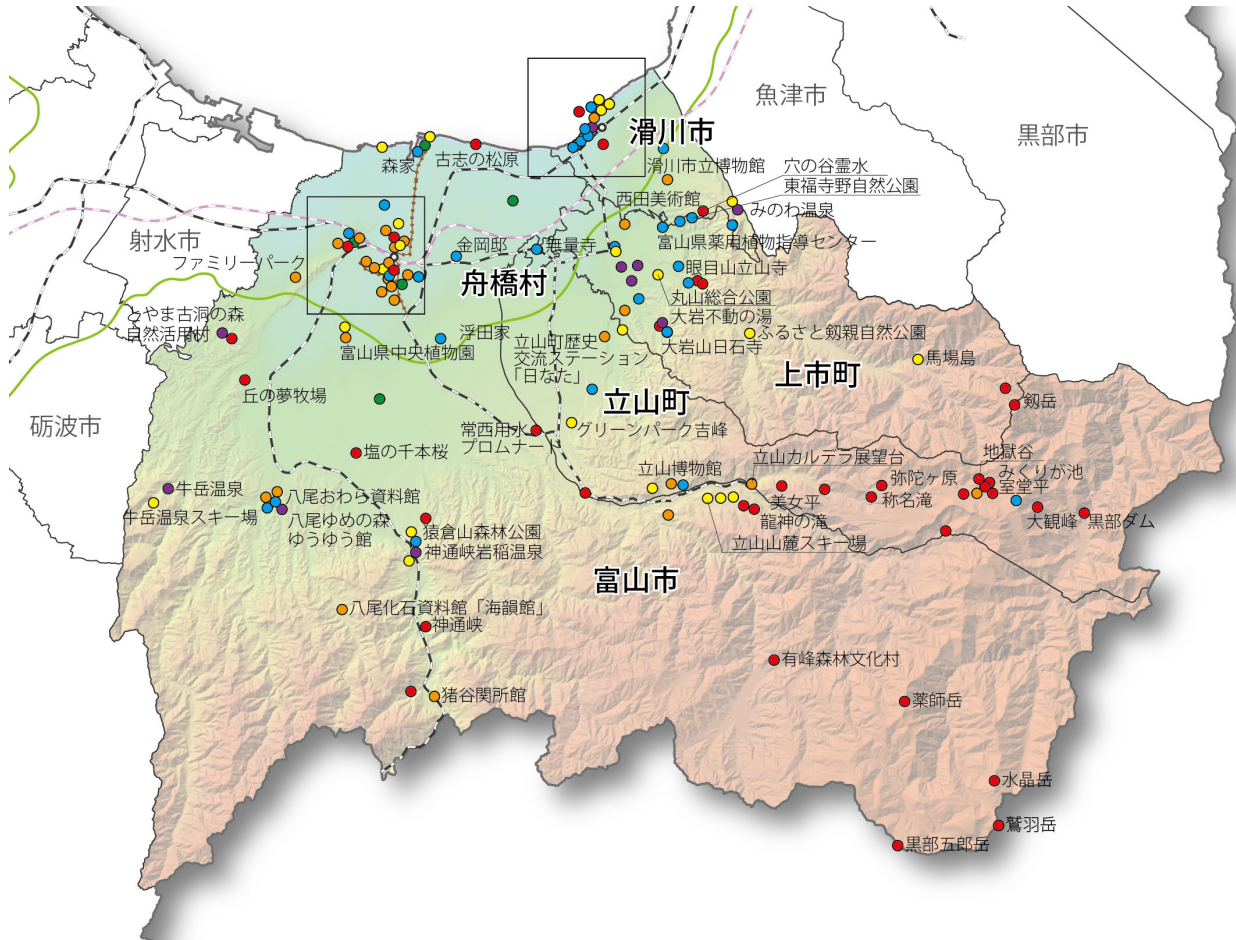 魚津市
黒部市
滑川市
古志の松原
森家
滑川市立博物館
穴の谷霊水
東福寺野自然公園
西田美術館
みのわ温泉
射水市
ファミリーパーク
金岡邸
無量寺
富山県薬用植物指導センター
舟橋村
眼目山立山寺
丸山総合公園
とやま古洞の森
自然活用村
大岩不動の湯
大岩山日石寺
ふるさと剱親自然公園
富山県中央植物園
浮田家
立山町歴史
交流ステーション
「日なた」
馬場島
上市町
丘の夢牧場
立山町
剱岳
砺波市
常西用水
プロムナード
グリーンパーク吉峰
塩の千本桜
立山博物館
立山カルデラ展望台
地獄谷
みくりが池
室堂平
弥陀ヶ原
称名滝
美女平
牛岳温泉
牛岳温泉スキー場
八尾おわら資料館
八尾ゆめの森
ゆうゆう館
龍神の滝
立山山麓スキー場
大観峰
黒部ダム
猿倉山森林公園
神通峡岩稲温泉
富山市
八尾化石資料館「海韻館」
神通峡
有峰森林文化村
猪谷関所館
薬師岳
水晶岳
鷲羽岳
黒部五郎岳